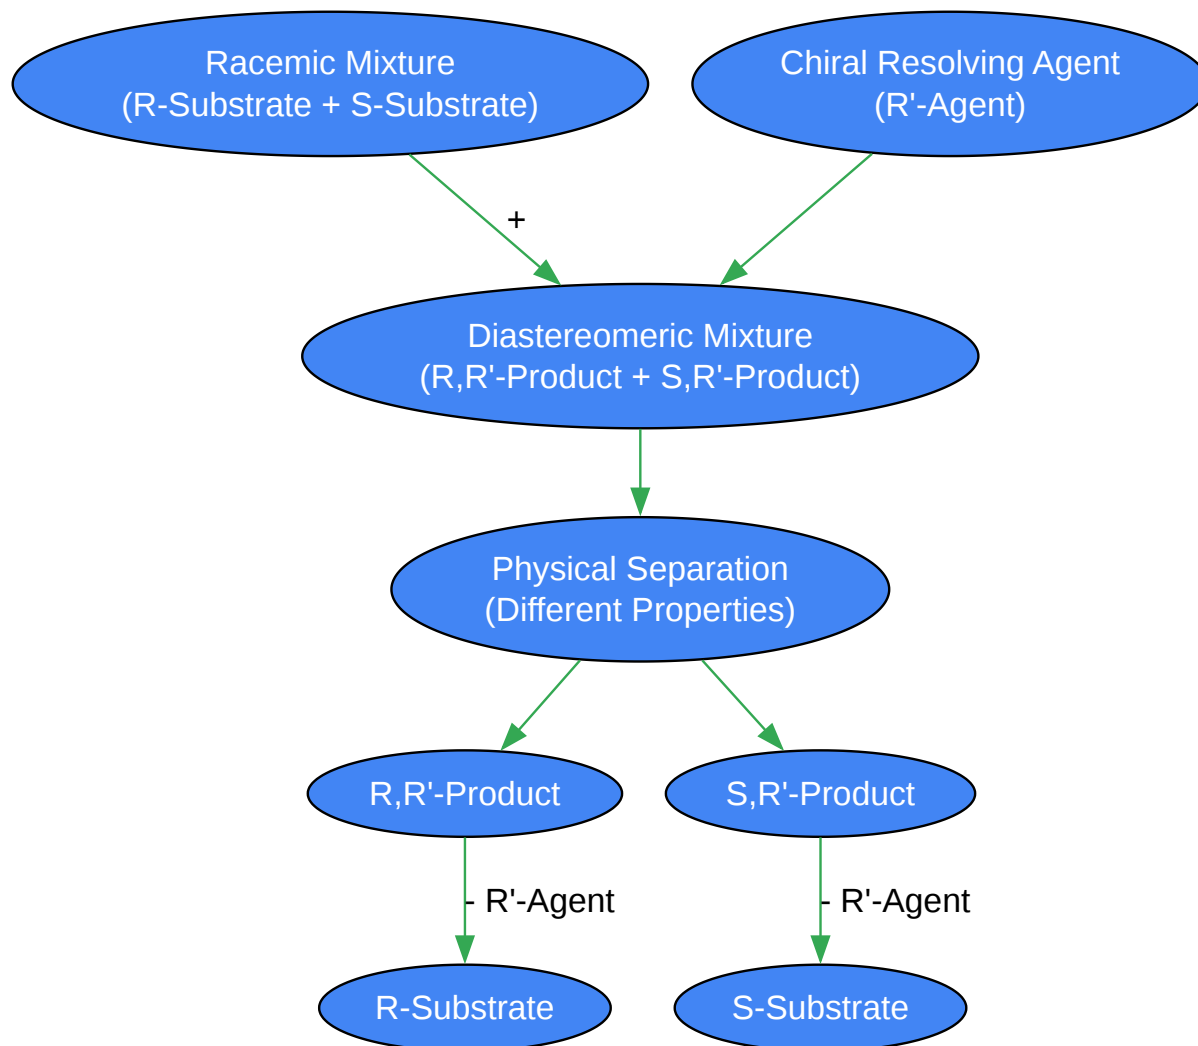 Racemic Mixture
(R-Substrate + S-Substrate)
Chiral Resolving Agent
(R'-Agent)
+
Diastereomeric Mixture
(R,R'-Product + S,R'-Product)
Physical Separation
(Different Properties)
R,R'-Product
S,R'-Product
- R'-Agent
- R'-Agent
R-Substrate
S-Substrate